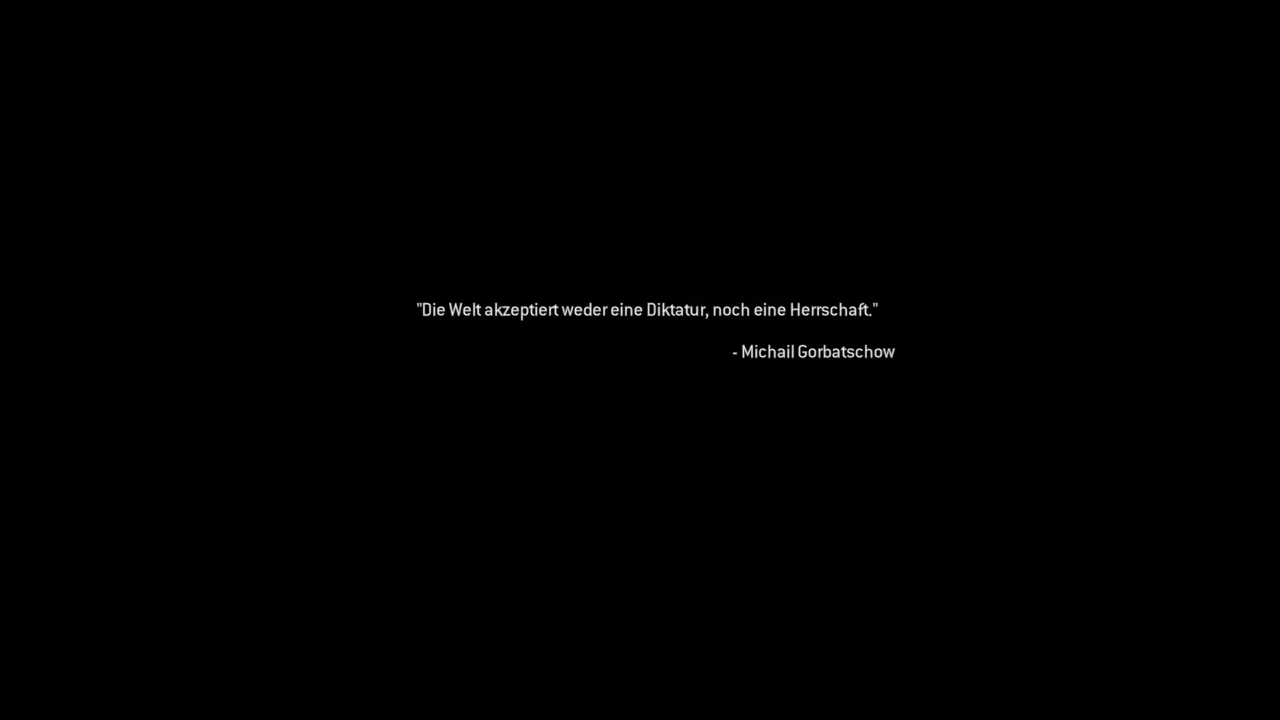 "Die Welt akzeptiert weder eine Diktatur, noch eine Herrschaft."
- Michail Gorbatschow